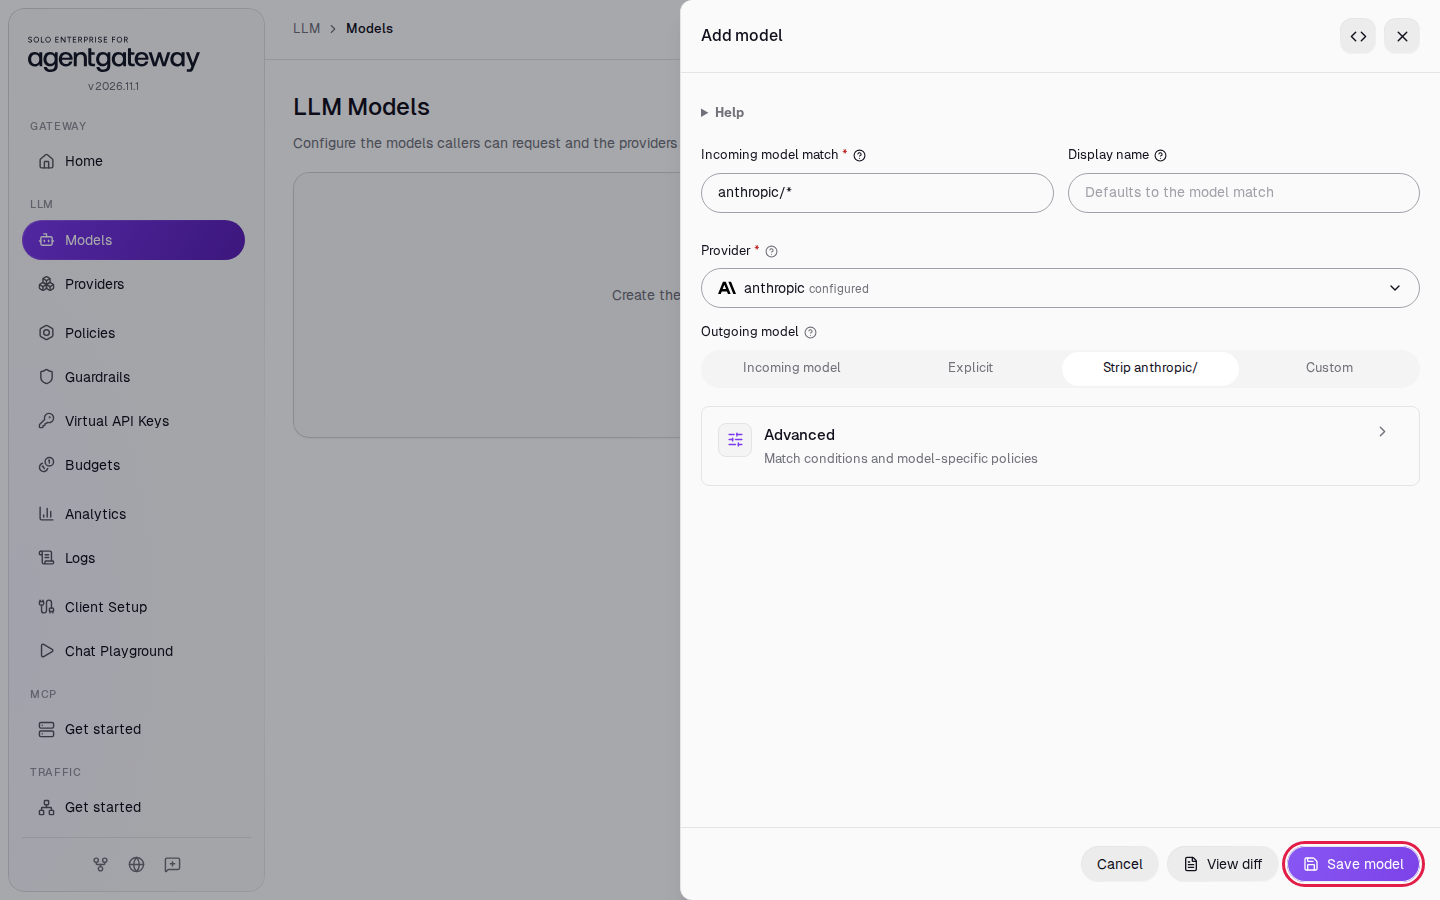 SOLO ENTERPRISE FOR
agentgateway
v2026.11.1
GATEWAY
Home
LLM
Models
Providers
Policies
Guardrails
Virtual API Keys
Budgets
Analytics
Logs
Client Setup
Chat Playground
MCP
Get started
TRAFFIC
Get started
LLM > Models
LLM Models
Configure the models callers can request and the providers
Create the
Add model
Help
Incoming model match *
Display name
anthropic/*
Defaults to the model match
Provider *
anthropic configured
Outgoing model
Incoming model
Explicit
Strip anthropic/
Custom
Advanced
Match conditions and model-specific policies
Cancel
View diff
Save model